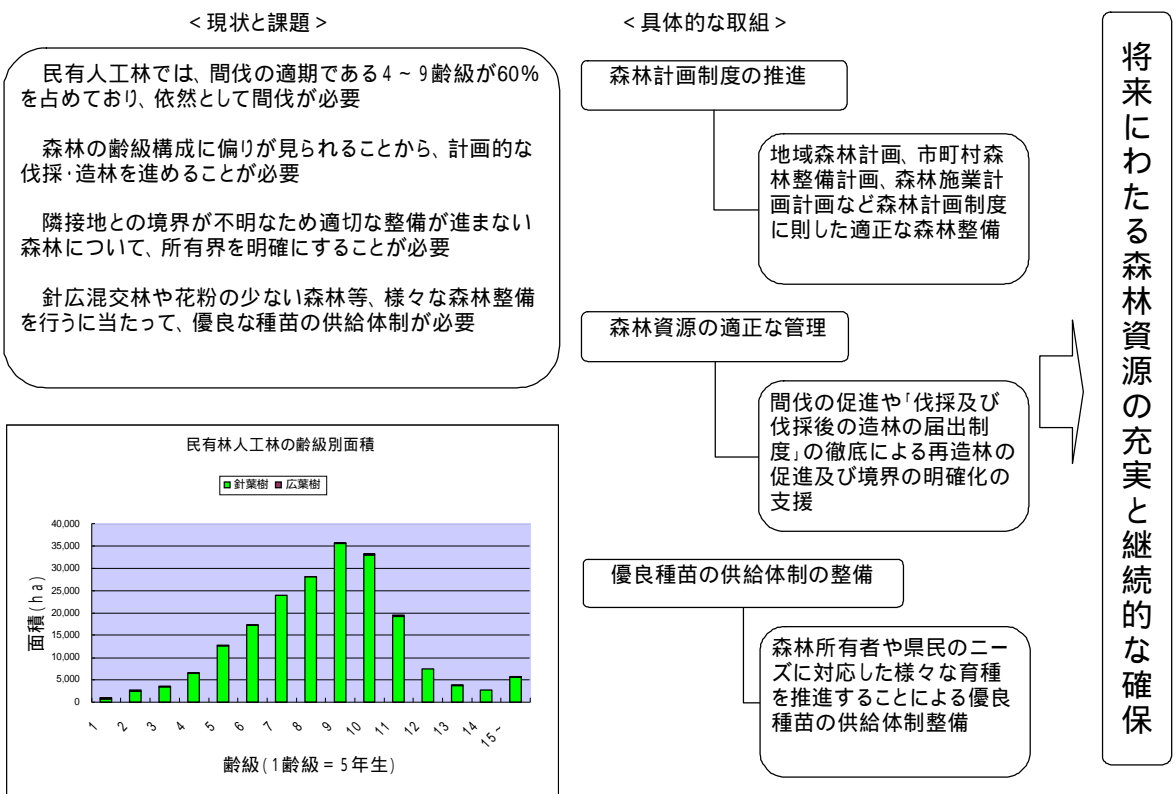 ＜現状と課題＞
民有人工林では、間伐の適期である4～9齢級が60%
を占めており、依然として間伐が必要
森林の齢級構成に偏りが見られることから、計画的な
伐採・造林を進めることが必要
隣接地との境界が不明なため適切な整備が進まない
森林について、所有界を明確にすることが必要
針広混交林や花粉の少ない森林等、様々な森林整備
を行うに当たって、優良な種苗の供給体制が必要
民有林人工林の齢級別面積
針葉樹 広葉樹
面積(ha)
40,000
35,000
30,000
25,000
20,000
15,000
10,000
5,000
0
1 2 3 4 5 6 7 8 9 10 11 12 13 14 15～
齢級(1齢級=5年生)
＜具体的な取組＞
森林計画制度の推進
地域森林計画、市町村森
林整備計画、森林施業計
画計画など森林計画制度
に則した適正な森林整備
森林資源の適正な管理
間伐の促進や「伐採及び
伐採後の造林の届出制
度」の徹底による再造林の
促進及び境界の明確化の
支援
優良種苗の供給体制の整備
森林所有者や県民のニー
ズに対応した様々な育種
を推進することによる優良
種苗の供給体制整備
将来にわたる森林資源の充実と継続的な確保